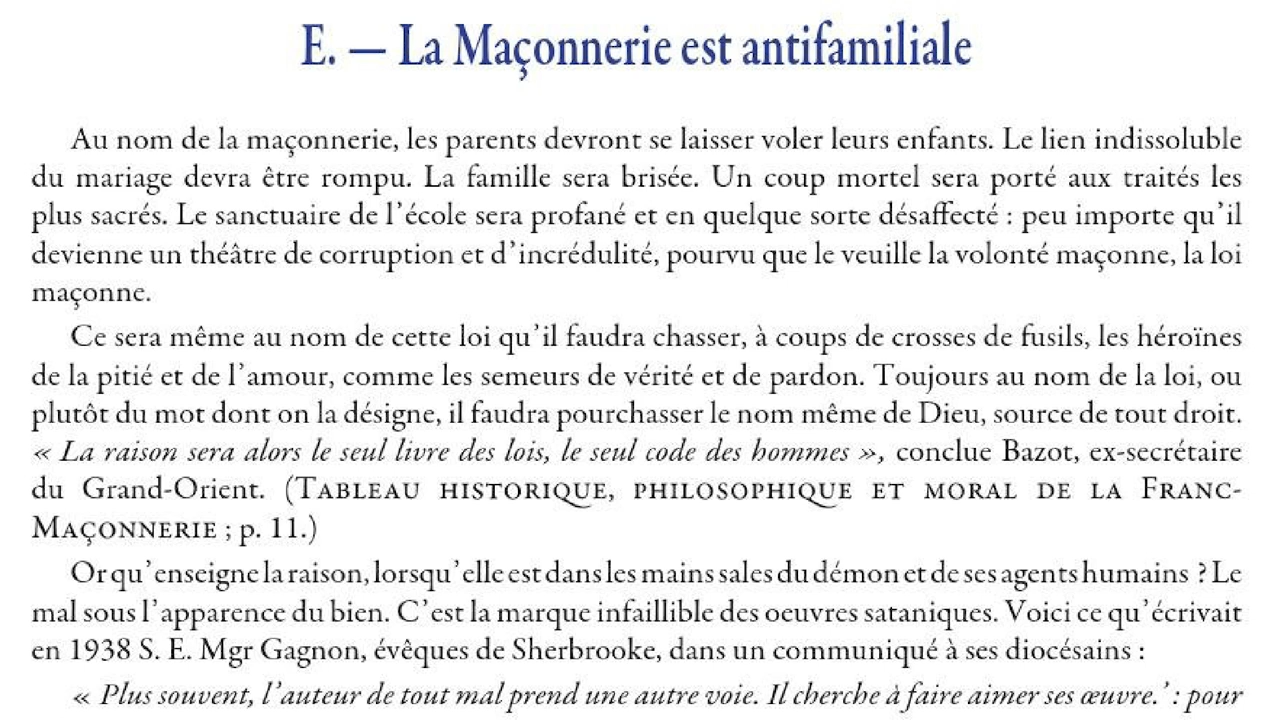 E. — La Maçonnerie est antifamiliale
Au nom de la maçonnerie, les parents devront se laisser voler leurs enfants. Le lien indissoluble
du mariage devra être rompu. La famille sera brisée. Un coup mortel sera porté aux traités les
plus sacrés. Le sanctuaire de l’école sera profané et en quelque sorte désaffecté : peu importe qu’il
devienne un théâtre de corruption et d’incrédulité, pourvu que le veuille la volonté maçonne, la loi
maçonne.
Ce sera même au nom de cette loi qu’il faudra chasser, à coups de crosses de fusils, les héroïnes
de la pitié et de l’amour, comme les semeurs de vérité et de pardon. Toujours au nom de la loi, ou
plutôt du mot dont on la désigne, il faudra pourchasser le nom même de Dieu, source de tout droit.
« La raison sera alors le seul livre des lois, le seul code des hommes », conclue Bazot, ex-secrétaire
du Grand-Orient. (TABLEAU HISTORIQUE, PHILOSOPHIQUE ET MORAL DE LA FRANC-
MAÇONNERIE ; p. 11.)
Or qu’enseigne la raison, lorsqu’elle est dans les mains sales du démon et de ses agents humains ? Le
mal sous l’apparence du bien. C’est la marque infaillible des oeuvres sataniques. Voici ce qu’écrivait
en 1938 S. E. Mgr Gagnon, évêques de Sherbrooke, dans un communiqué à ses diocésains :
« Plus souvent, l’auteur de tout mal prend une autre voie. Il cherche à faire aimer ses œuvre.’ : pour